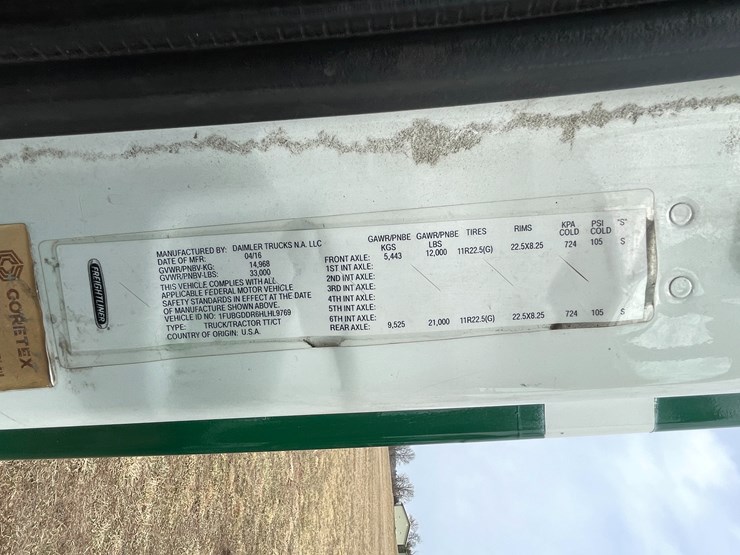 CONMETEX
FREIGHTLINER
MANUFACTURED BY: DAIMLER TRUCKS N.A. LLC
DATE OF MFR: 04/16
GVWR/PNBV-KG: 14,968
GVWR/PNBV-LBS: 33,000
THIS VEHICLE COMPLIES WITH ALL
APPLICABLE FEDERAL MOTOR VEHICLE
SAFETY STANDARDS IN EFFECT AT THE DATE
OF MANUFACTURE SHOWN ABOVE.
VEHICLE ID NO: 1FUBGDDR6HLHL9769
TYPE: TRUCK/TRACTOR TT/CT
COUNTRY OF ORIGIN: U.S.A.
GAWR/PNBE KGS GAWR/PNBE LBS TIRES RIMS KPA COLD PSI COLD "S"
FRONT AXLE: 5,443 12,000 11R22.5(G) 22.5X8.25 724 105 S
1ST INT AXLE:
2ND INT AXLE:
3RD INT AXLE:
4TH INT AXLE:
5TH INT AXLE:
6TH INT AXLE:
REAR AXLE: 9,525 21,000 11R22.5(G) 22.5X8.25 724 105 S